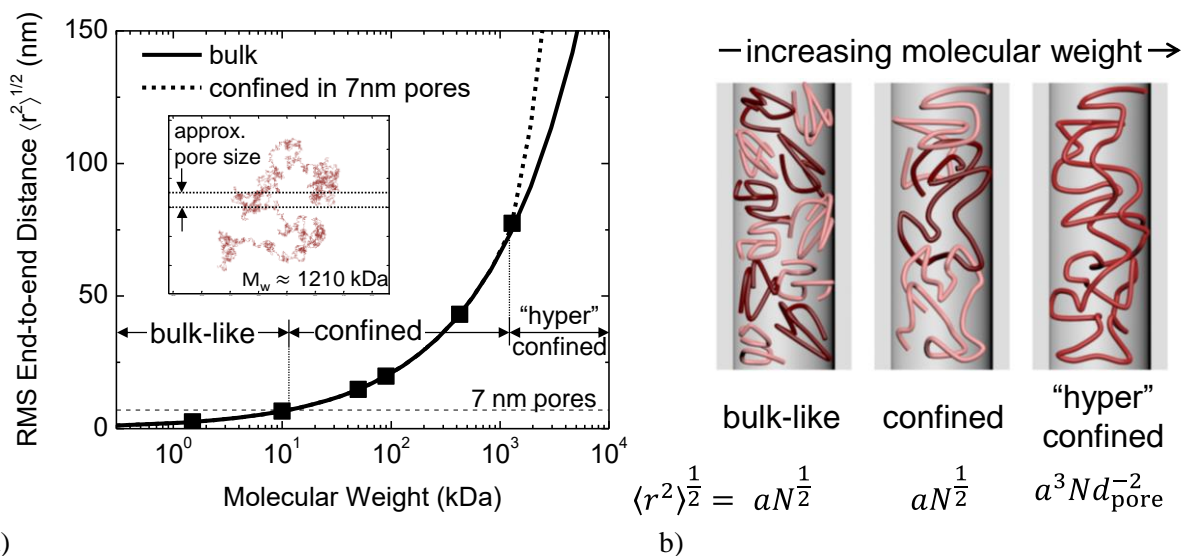 RMS End-to-end Distance ⟨r²⟩^1/2 (nm)
150
100
50
0
bulk
confined in 7nm pores
approx.
pore size
M_w ≈ 1210 kDa
bulk-like
confined
“hyper”
confined
7 nm pores
10⁰ 10¹ 10² 10³ 10⁴
Molecular Weight (kDa)
)
increasing molecular weight
bulk-like
confined
“hyper”
confined
⟨r²⟩^1/2 = aN^1/2 aN^1/2 a³Nd_pore^−2
b)